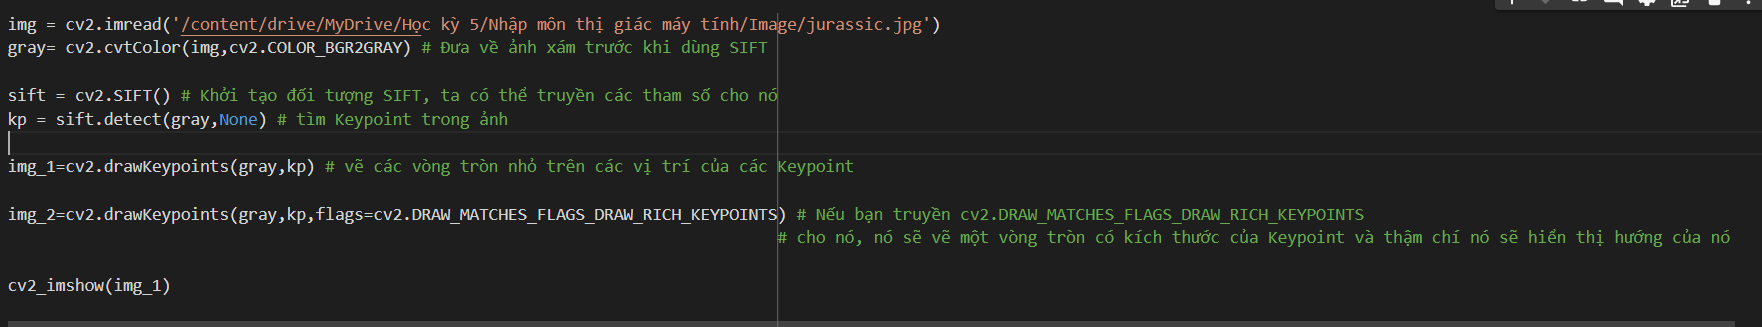 img = cv2.imread('/content/drive/MyDrive/Học kỳ 5/Nhập môn thị giác máy tính/Image/jurassic.jpg')
gray= cv2.cvtColor(img,cv2.COLOR_BGR2GRAY) # Đưa về ảnh xám trước khi dùng SIFT
sift = cv2.SIFT() # Khởi tạo đối tượng SIFT, ta có thể truyền các tham số cho nó
kp = sift.detect(gray,None) # tìm Keypoint trong ảnh
img_1=cv2.drawKeypoints(gray,kp) # vẽ các vòng tròn nhỏ trên các vị trí của các Keypoint
img_2=cv2.drawKeypoints(gray,kp,flags=cv2.DRAW_MATCHES_FLAGS_DRAW_RICH_KEYPOINTS) # Nếu bạn truyền cv2.DRAW_MATCHES_FLAGS_DRAW_RICH_KEYPOINTS
# cho nó, nó sẽ vẽ một vòng tròn có kích thước của Keypoint và thậm chí nó sẽ hiển thị hướng của nó
cv2_imshow(img_1)